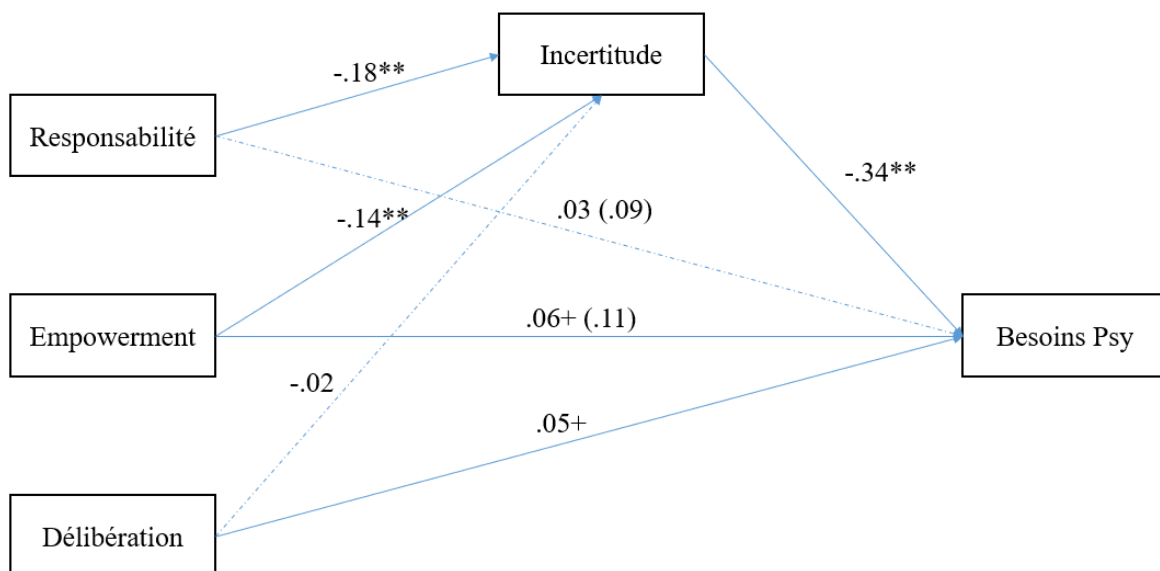 Incertitude
-.18**
Responsabilité
-.34**
.03 (.09)
-.14**
.06+ (.11)
Empowerment
Besoins Psy
-.02
.05+
Délibération